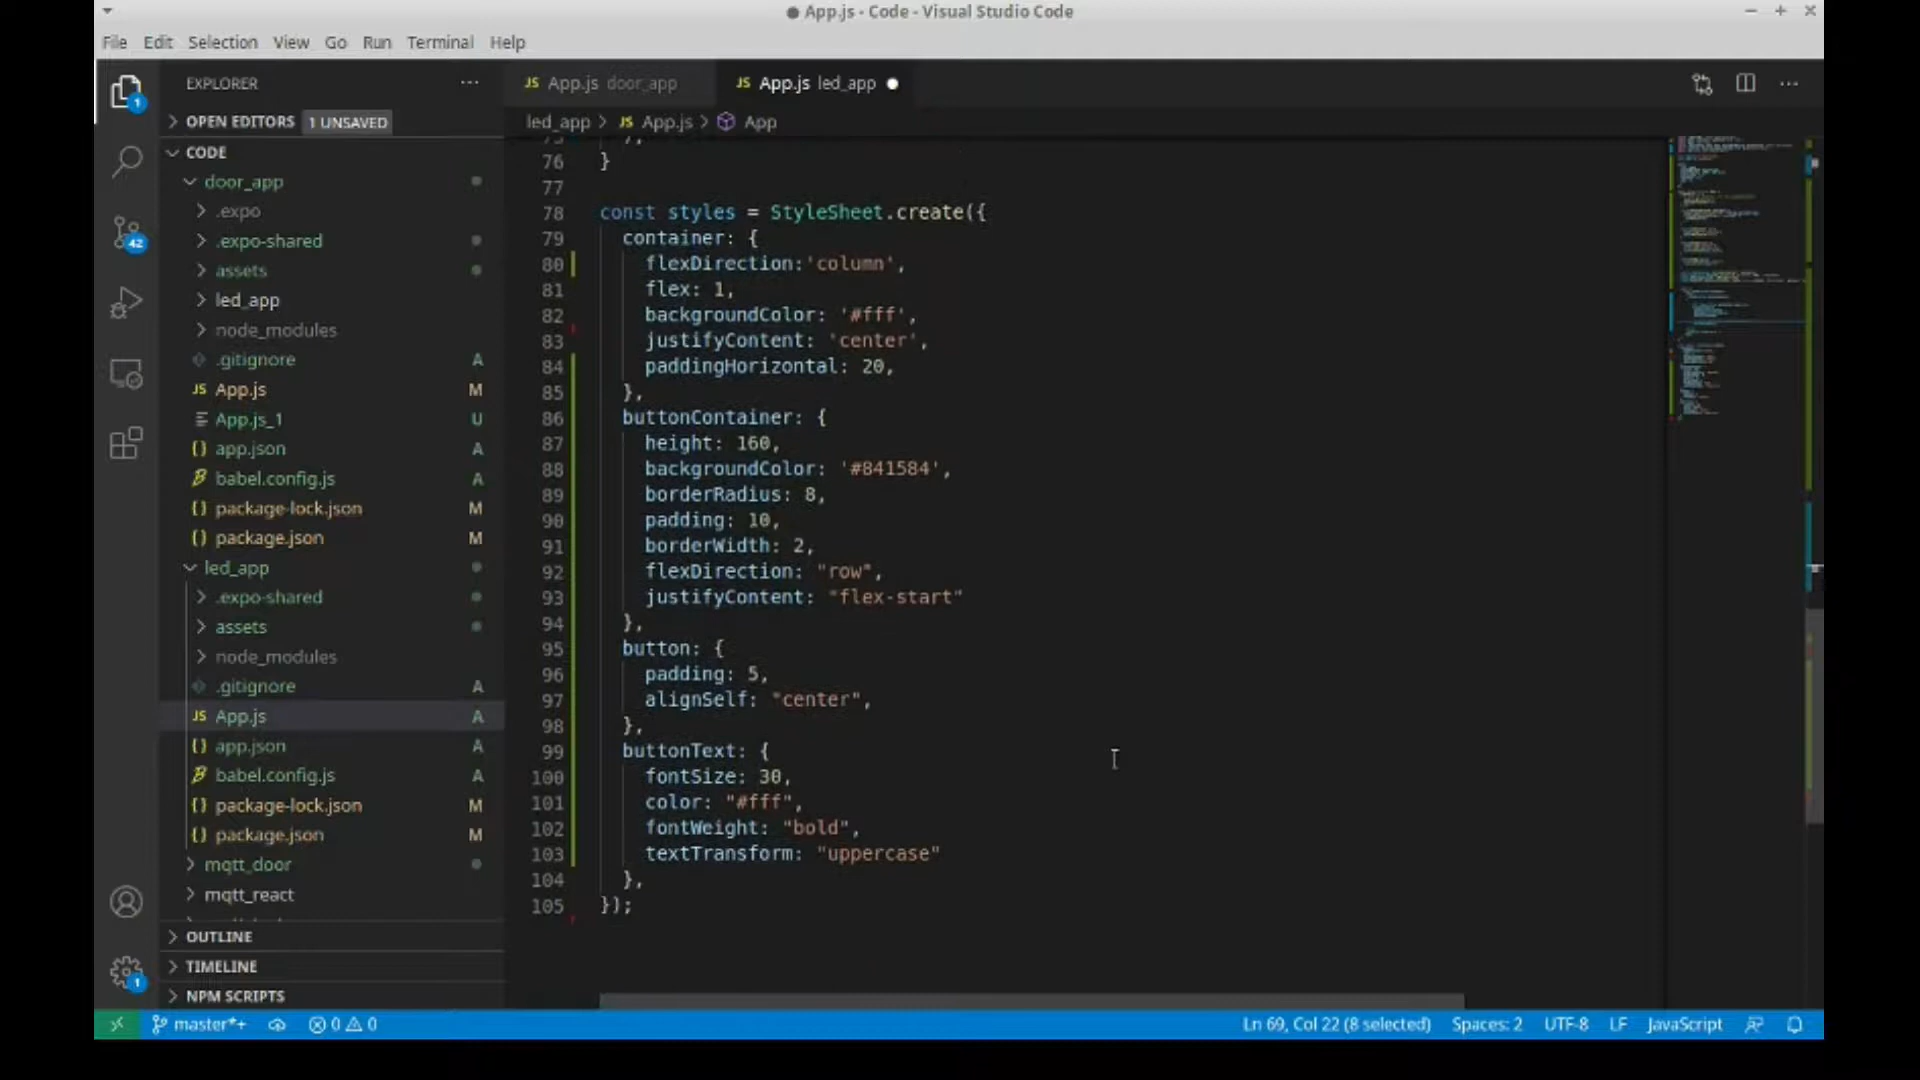 App.js - Code - Visual Studio Code
File Edit Selection View Go Run Terminal Help
EXPLORER
OPEN EDITORS 1 UNSAVED
CODE
door_app
.expo
.expo-shared
assets
led_app
node_modules
.gitignore A
JS App.js M
App.js_1 U
{} app.json A
babel.config.js A
{} package-lock.json M
{} package.json M
led_app
.expo-shared
assets
node_modules
.gitignore A
JS App.js A
{} app.json A
babel.config.js A
{} package-lock.json M
{} package.json M
mqtt_door
mqtt_react
OUTLINE
TIMELINE
NPM SCRIPTS
JS App.js door_app JS App.js led_app
led_app > JS App.js > App
76 }
77
78 const styles = StyleSheet.create({
79 container: {
80 flexDirection:'column',
81 flex: 1,
82 backgroundColor: '#fff',
83 justifyContent: 'center',
84 paddingHorizontal: 20,
85 },
86 buttonContainer: {
87 height: 160,
88 backgroundColor: '#841584',
89 borderRadius: 8,
90 padding: 10,
91 borderWidth: 2,
92 flexDirection: "row",
93 justifyContent: "flex-start"
94 },
95 button: {
96 padding: 5,
97 alignSelf: "center",
98 },
99 buttonText: {
100 fontSize: 30,
101 color: "#fff",
102 fontWeight: "bold",
103 textTransform: "uppercase"
104 },
105 });
1
42
1
master*+ 0 0 Ln 69, Col 22 (8 selected) Spaces: 2 UTF-8 LF JavaScript